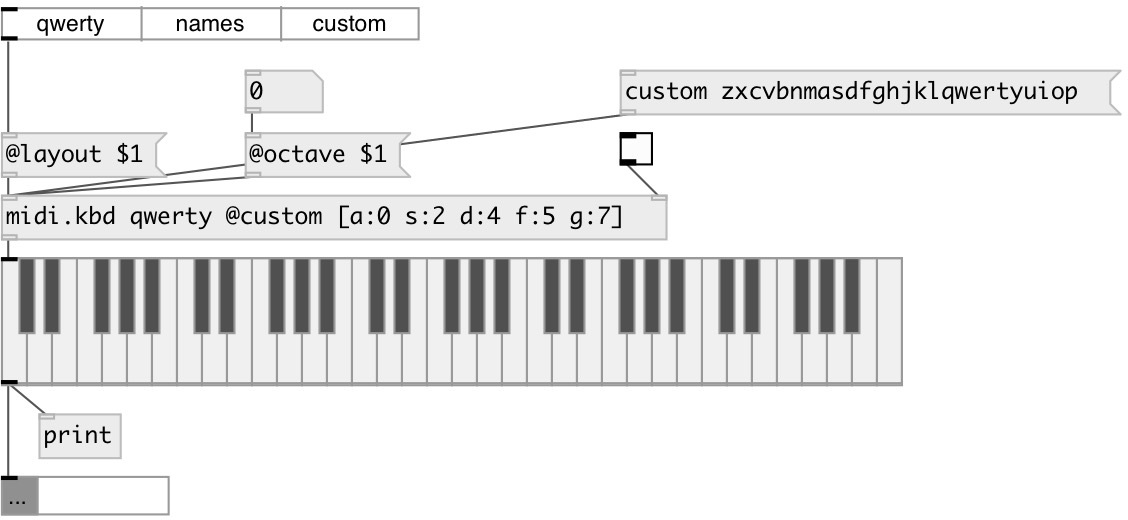 qwerty names custom
0
custom zxcvbnmasdfghjklqwertyuiop
@layout $1
@octave $1
midi.kbd qwerty @custom [a:0 s:2 d:4 f:5 g:7]
print
...